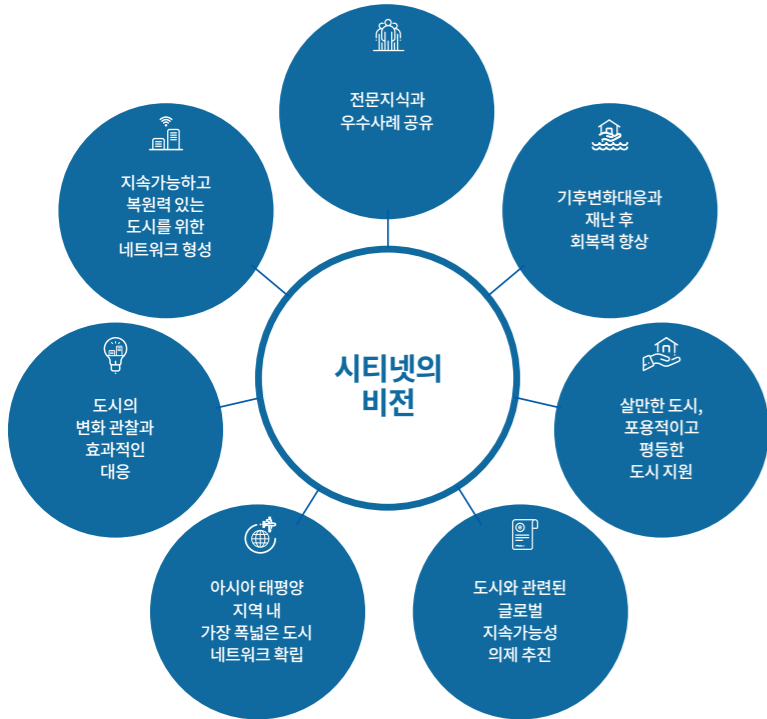 시티넷의
비전
전문지식과
우수사례 공유
기후변화대응과
재난 후
회복력 향상
살만한 도시,
포용적이고
평등한
도시 지원
도시와 관련된
글로벌
지속가능성
의제 추진
아시아 태평양
지역 내
가장 폭넓은 도시
네트워크 확립
도시의
변화 관찰과
효과적인
대응
지속가능하고
복원력 있는
도시를 위한
네트워크 형성